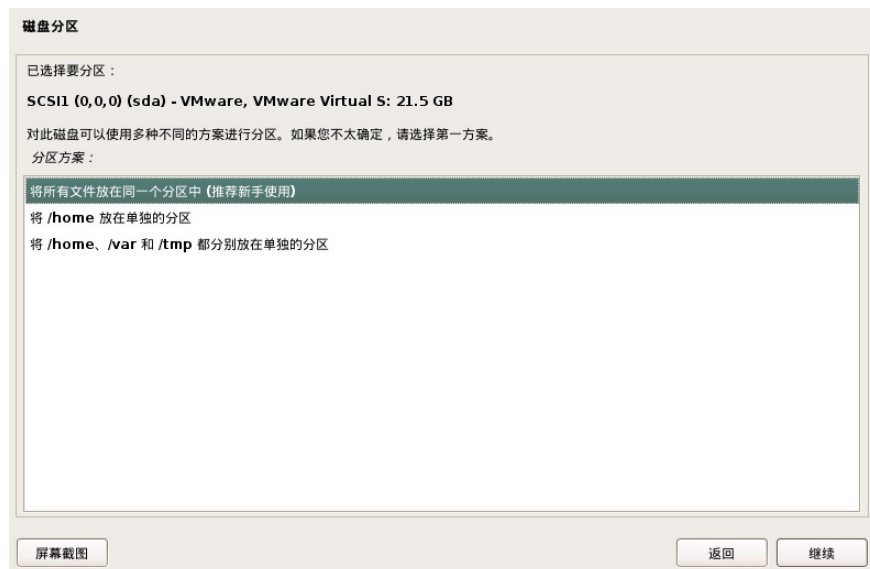 磁盘分区
已选择要分区：
SCSI1 (0,0,0) (sda) - VMware, VMware Virtual S: 21.5 GB
对此磁盘可以使用多种不同的方案进行分区。如果您不太确定，请选择第一方案。
分区方案：
将所有文件放在同一个分区中 (推荐新手使用)
将 /home 放在单独的分区
将 /home、/var 和 /tmp 都分别放在单独的分区
屏幕截图
返回
继续